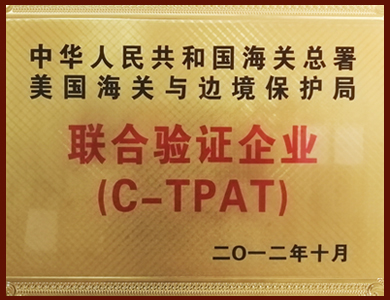 中华人民共和国海关总署
美国海关与边境保护局
联合验证企业
(C-TPAT)
二〇一二年十月